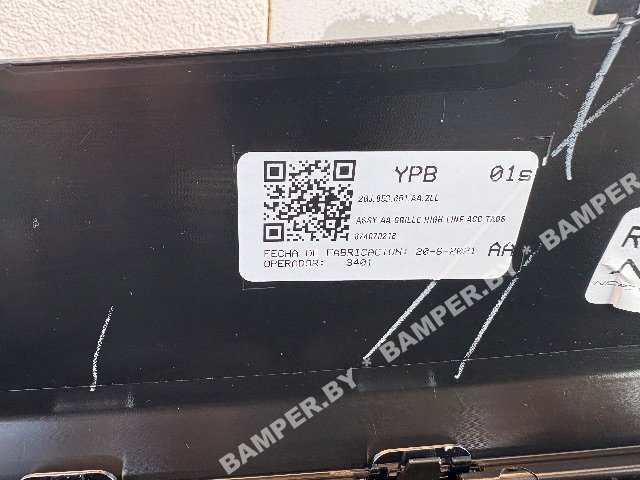 YPB 01s
2GJ.853.651.AA.ZLL
ASSY AA GRILLE HIGH LINE ACC TAOS
FECHA DE FABRICACION: 20-5-2021 AA
OPERADOR: 3401
R
BAMPER.BY * BAMPER.BY * BAMPER.BY